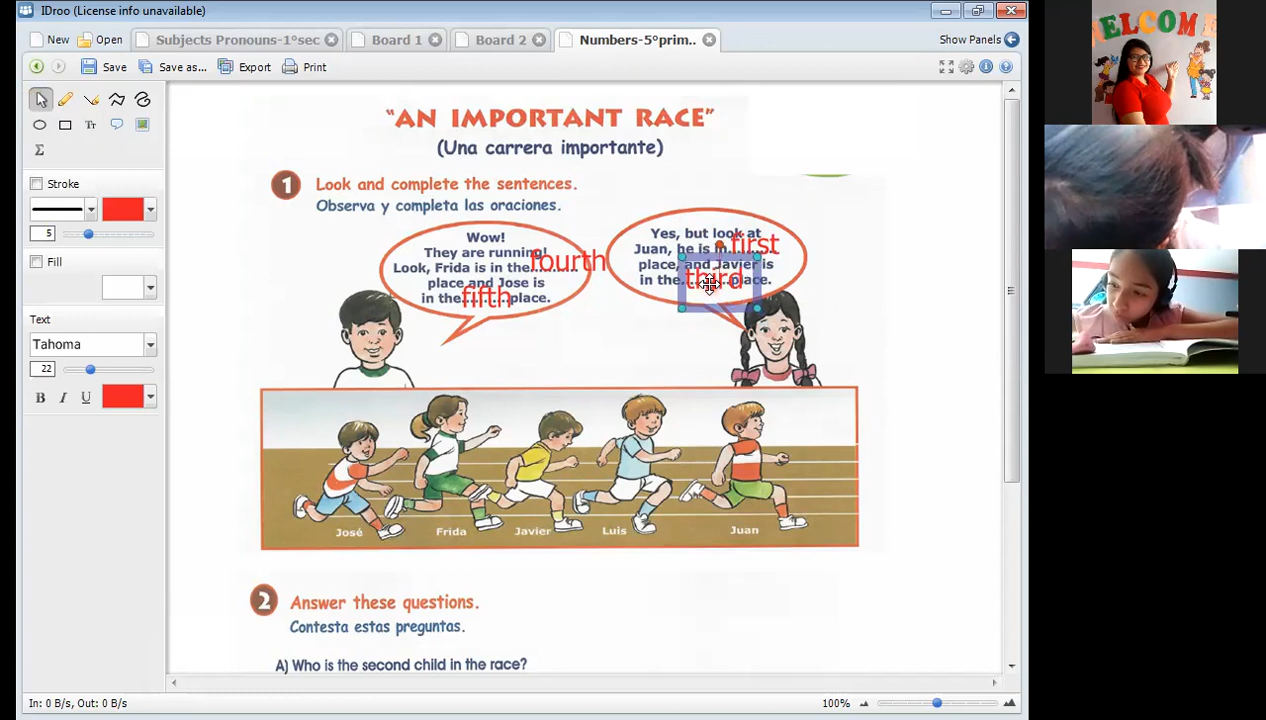 IDroo (License info unavailable)
New
Open
Subjects Pronouns-1°sec
Board 1
Board 2
Numbers-5°prim..
Show Panels
Save
Save as...
Export
Print
Stroke
5
Fill
Text
Tahoma
22
B I U
"AN IMPORTANT RACE"
(Una carrera importante)
1 Look and complete the sentences.
Observa y completa las oraciones.
Wow!
They are running!
Look, Frida is in the.......... fourth
place and Jose is
in the fifth place.
Yes, but look at
Juan, he is in first
place, and Javier is
in the third place.
José
Frida
Javier
Luis
Juan
2 Answer these questions.
Contesta estas preguntas.
A) Who is the second child in the race?
In: 0 B/s, Out: 0 B/s
100%
WELCOME